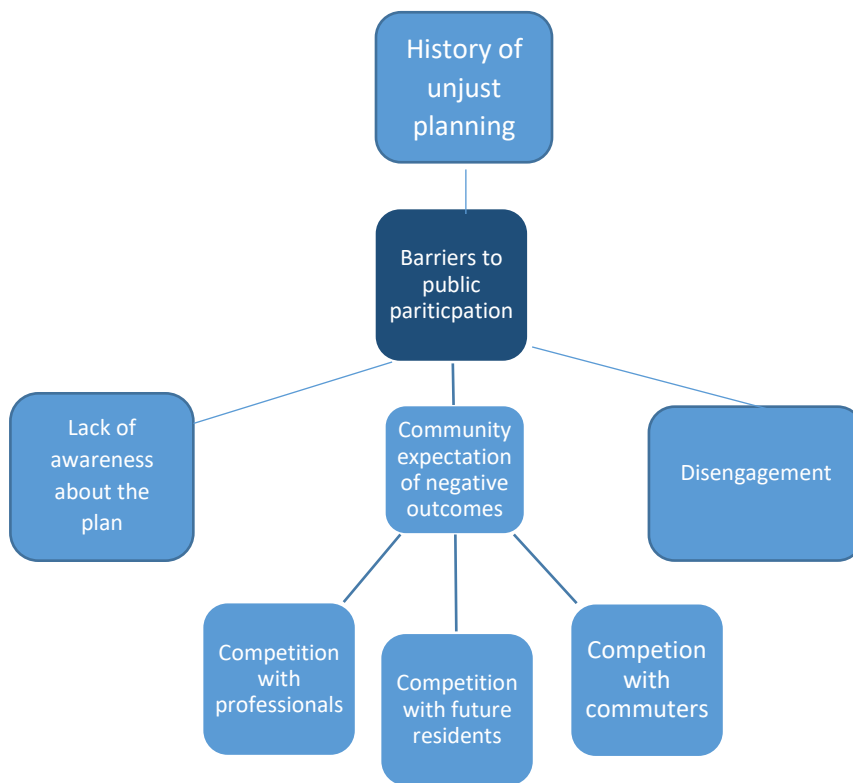 History of
unjust
planning
Barriers to
public
pariticpation
Lack of
awareness
about the
plan
Community
expectation
of negative
outcomes
Disengagement
Competition
with
professionals
Competition
with future
residents
Competion
with
commuters